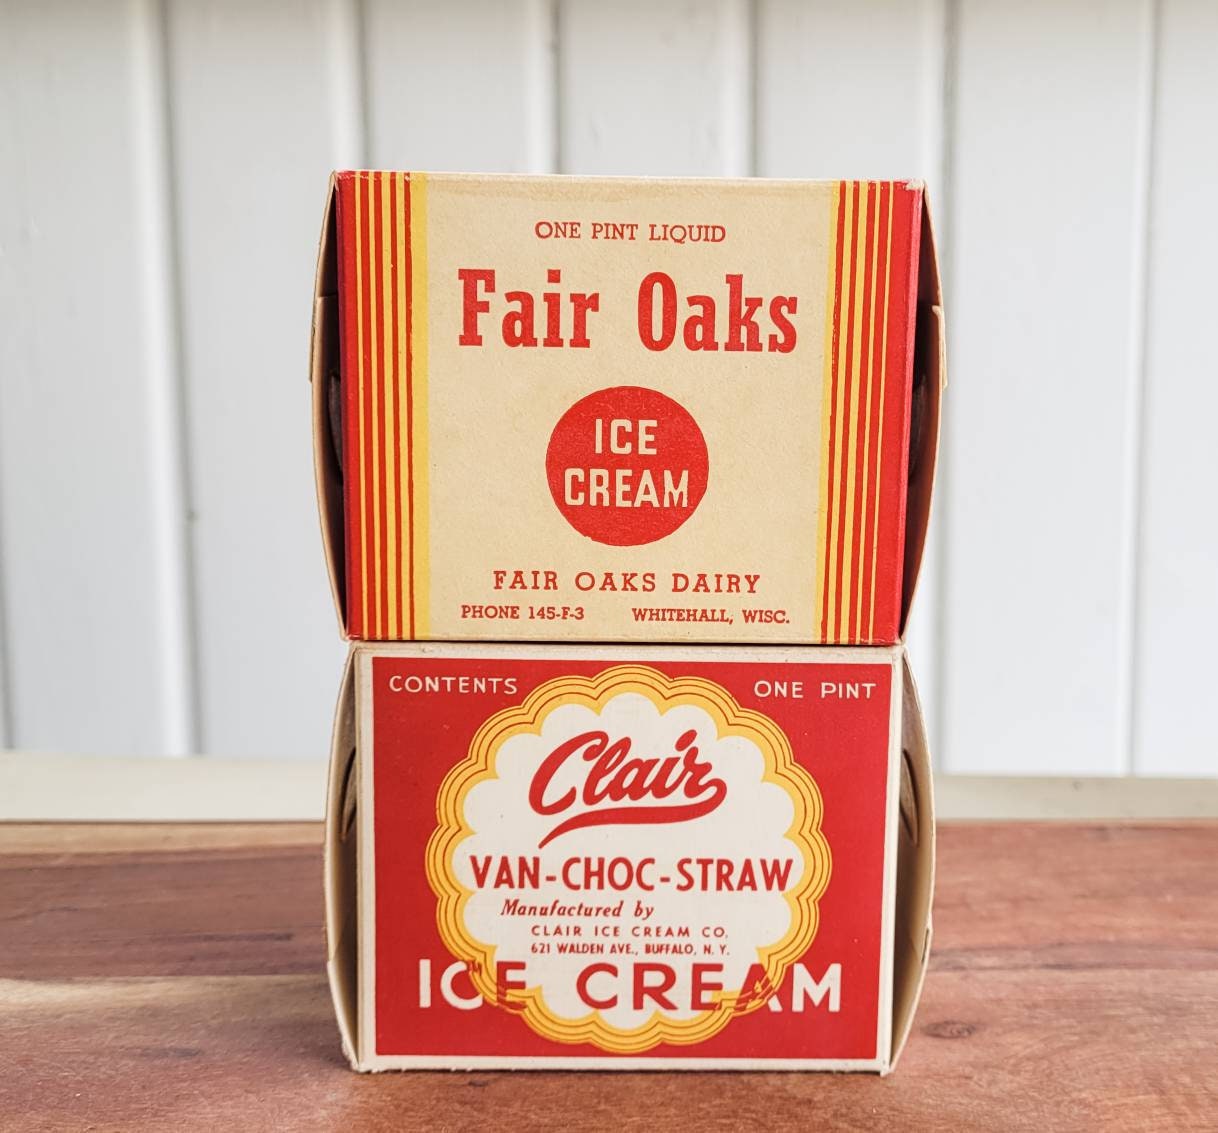 ONE PINT LIQUID
Fair Oaks
ICE
CREAM
FAIR OAKS DAIRY
PHONE 145-F-3 WHITEHALL, WISC.
CONTENTS ONE PINT
Clair
VAN-CHOC-STRAW
Manufactured by
CLAIR ICE CREAM CO.
621 WALDEN AVE., BUFFALO, N. Y.
ICE CREAM